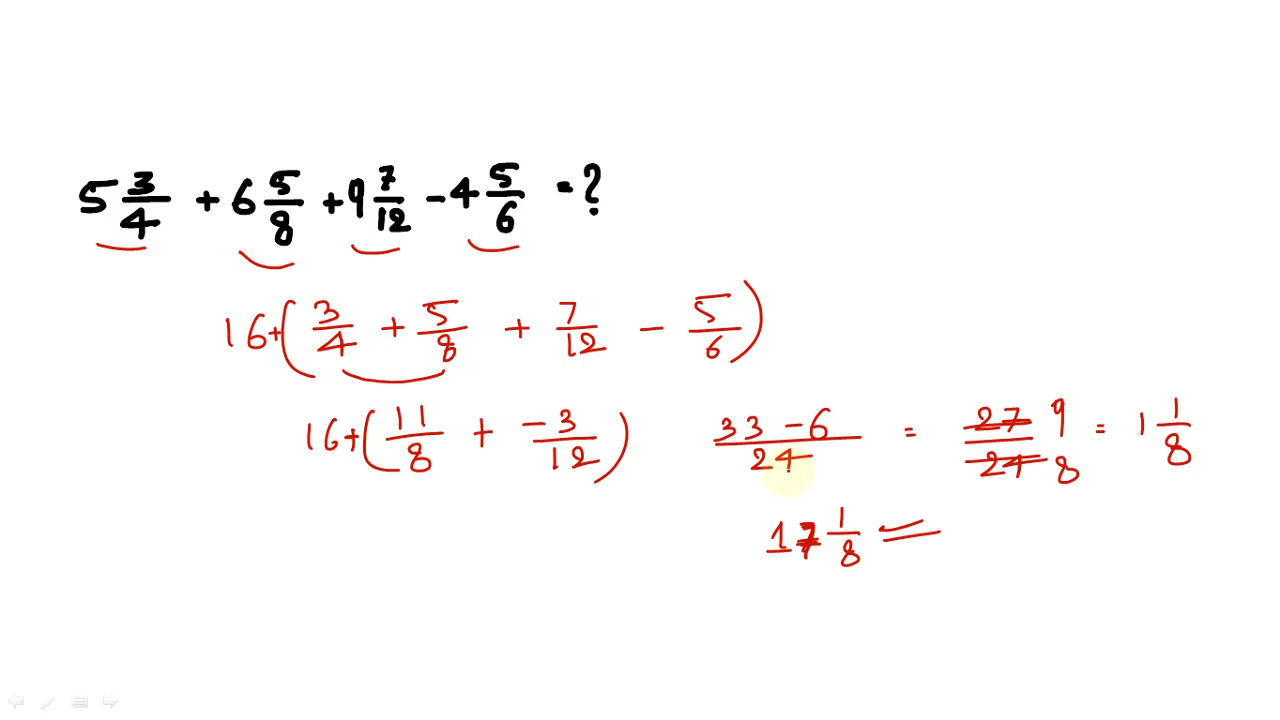 5 3/4 + 6 5/8 + 9 7/12 - 4 5/6 = ?
16+(3/4 + 5/8 + 7/12 - 5/6)
16+(11/8 + -3/12) 33-6/24 = 27/24 9/8 = 1 1/8
17 1/8